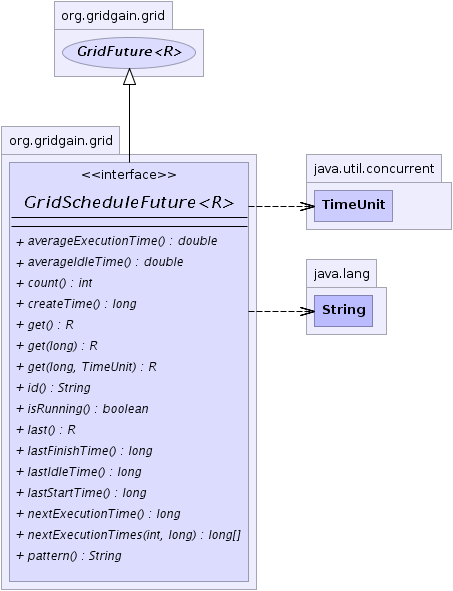 org.gridgain.grid
GridFuture<R>
org.gridgain.grid
<<interface>>
GridScheduleFuture<R>
+ averageExecutionTime() : double
+ averageIdleTime() : double
+ count() : int
+ createTime() : long
+ get() : R
+ get(long) : R
+ get(long, TimeUnit) : R
+ id() : String
+ isRunning() : boolean
+ last() : R
+ lastFinishTime() : long
+ lastIdleTime() : long
+ lastStartTime() : long
+ nextExecutionTime() : long
+ nextExecutionTimes(int, long) : long[]
+ pattern() : String
java.util.concurrent
TimeUnit
java.lang
String